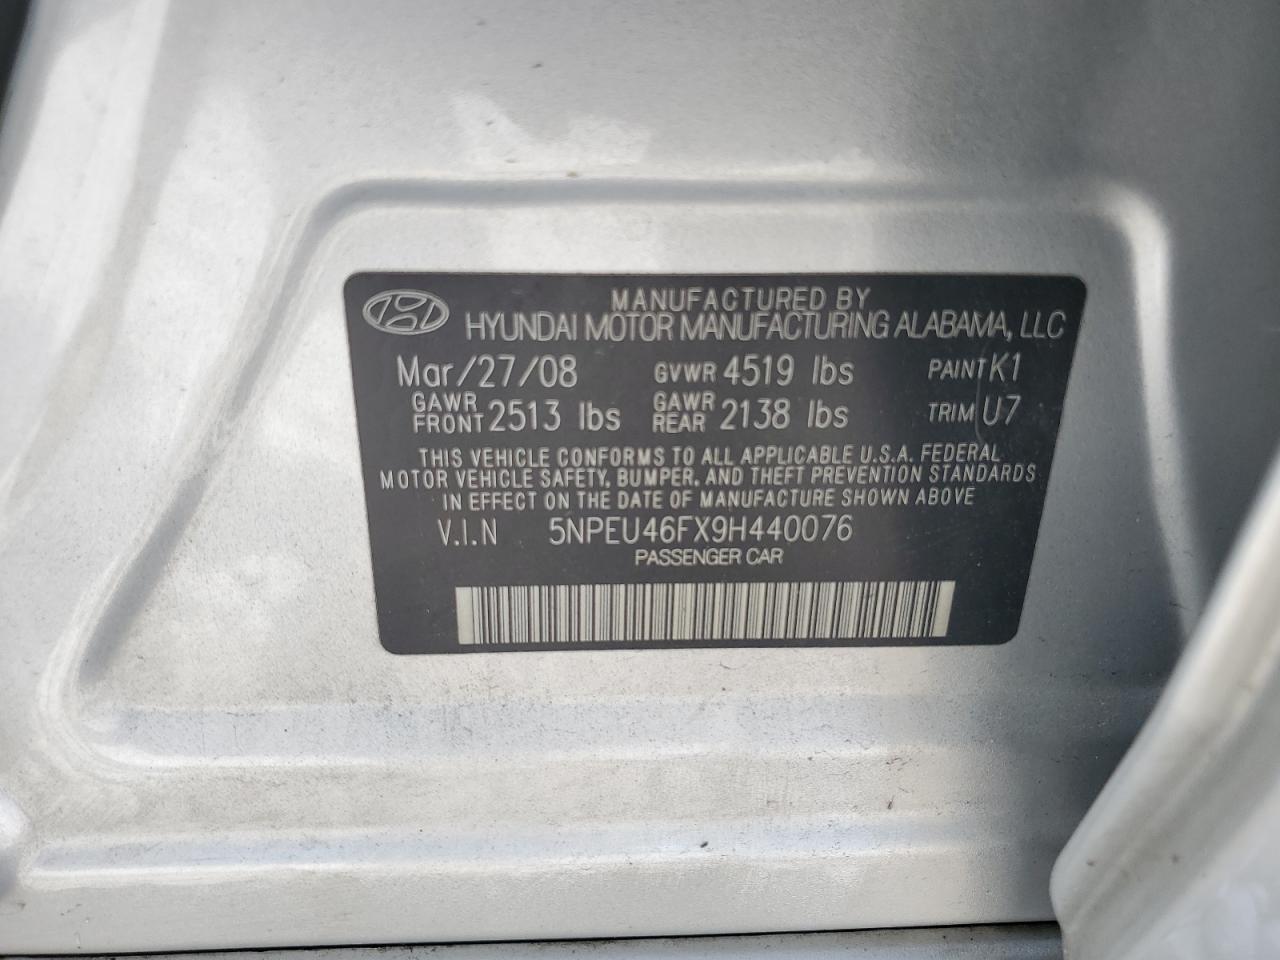 MANUFACTURED BY
HYUNDAI MOTOR MANUFACTURING ALABAMA, LLC
Mar/27/08 GVWR 4519 lbs PAINT K1
GAWR FRONT 2513 lbs GAWR REAR 2138 lbs TRIM U7
THIS VEHICLE CONFORMS TO ALL APPLICABLE U.S.A. FEDERAL
MOTOR VEHICLE SAFETY, BUMPER, AND THEFT PREVENTION STANDARDS
IN EFFECT ON THE DATE OF MANUFACTURE SHOWN ABOVE
V.I.N 5NPEU46FX9H440076
PASSENGER CAR